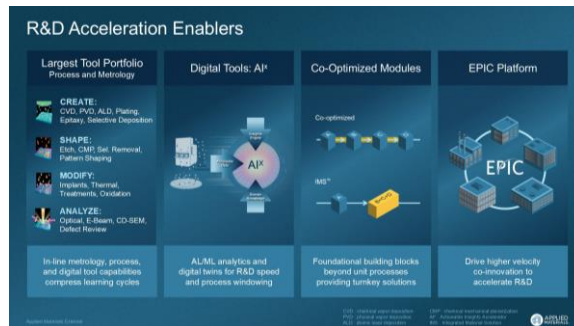 R&D Acceleration Enablers
Largest Tool Portfolio
Process and Metrology
CREATE:
CVD, PVD, ALD, Plating,
Epitaxy, Selective Deposition
SHAPE:
Etch, CMP, Sel. Removal,
Pattern Shaping
MODIFY:
Implants, Thermal,
Treatments, Oxidation
ANALYZE:
Optical, E-Beam, CD-SEM,
Defect Review
In-line metrology, process,
and digital tool capabilities
compress learning cycles
Digital Tools: AIx
AIX
AL/ML analytics and
digital twins for R&D speed
and process windowing
Co-Optimized Modules
Co-optimized
IMS™
Foundational building blocks
beyond unit processes
providing turnkey solutions
EPIC Platform
EPIC
Drive higher velocity
co-innovation to
accelerate R&D
APPLIED
MATERIALS